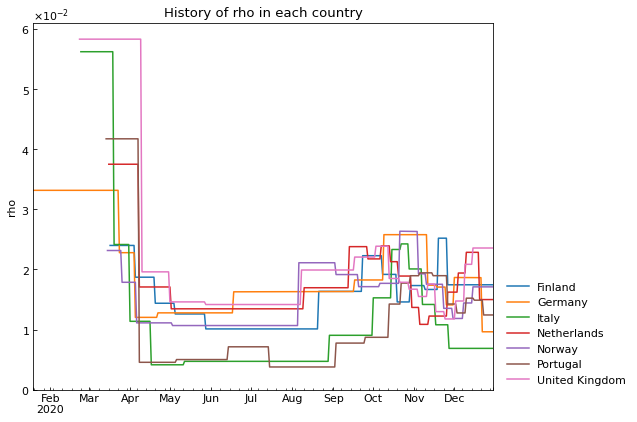 History of rho in each country
×10⁻²
6
5
4
3
2
1
0
rho
Feb Mar Apr May Jun Jul Aug Sep Oct Nov Dec
2020
Finland
Germany
Italy
Netherlands
Norway
Portugal
United Kingdom